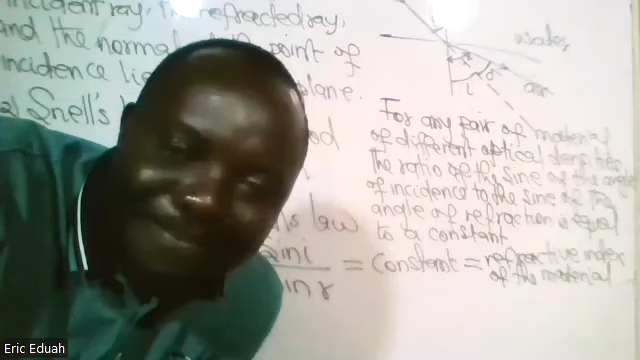 incident ray, the refracted ray,
and the normal point of
incidence lie plane.
2) Snell's
law
Sin i
sin r
= Constant = refractive index
of the material
water
air
i
For any pair of material
of different optical densities
the ratio of the sine of the angle
of incidence to the sine of the
angle of refraction is equal
to a constant
Eric Eduah